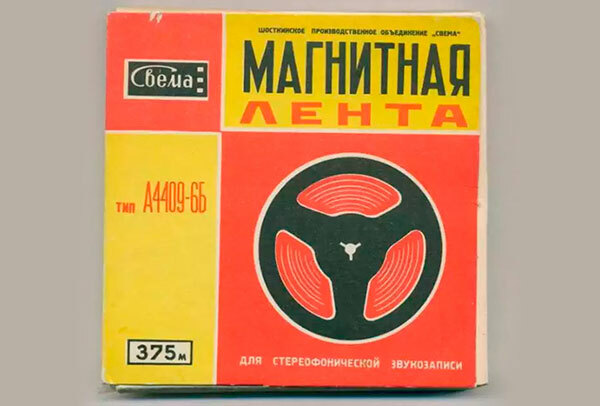 ШОСТКИНСКОЕ ПРОИЗВОДСТВЕННОЕ ОБЪЕДИНЕНИЕ „СВЕМА"
Свема
МАГНИТНАЯ
ЛЕНТА
ТИП А4409-6Б
375м
ДЛЯ СТЕРЕОФОНИЧЕСКОЙ ЗВУКОЗАПИСИ